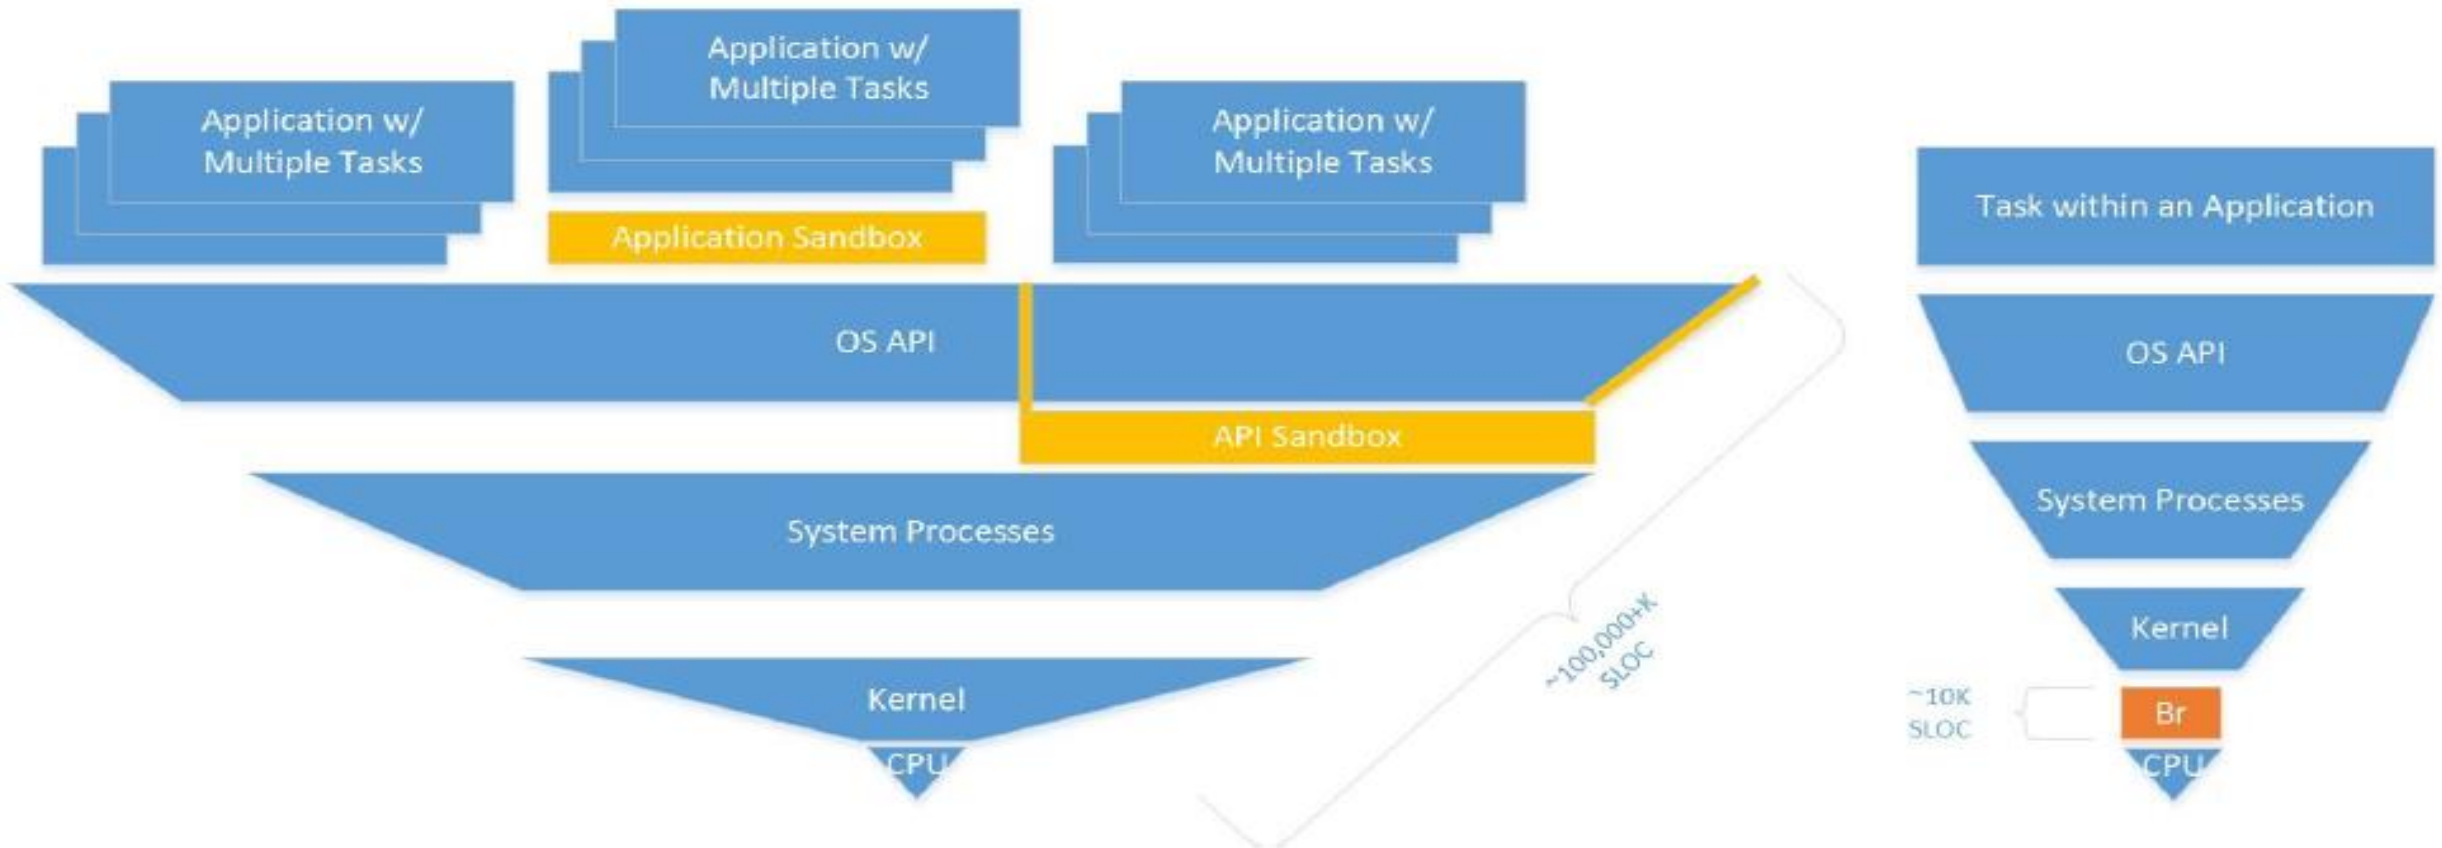 Application w/
Multiple Tasks
Application w/
Multiple Tasks
Application w/
Multiple Tasks
Application Sandbox
OS API
API Sandbox
System Processes
Kernel
CPU
~100,000+K
SLOC
Task within an Application
OS API
System Processes
Kernel
~10K
SLOC
Br
CPU